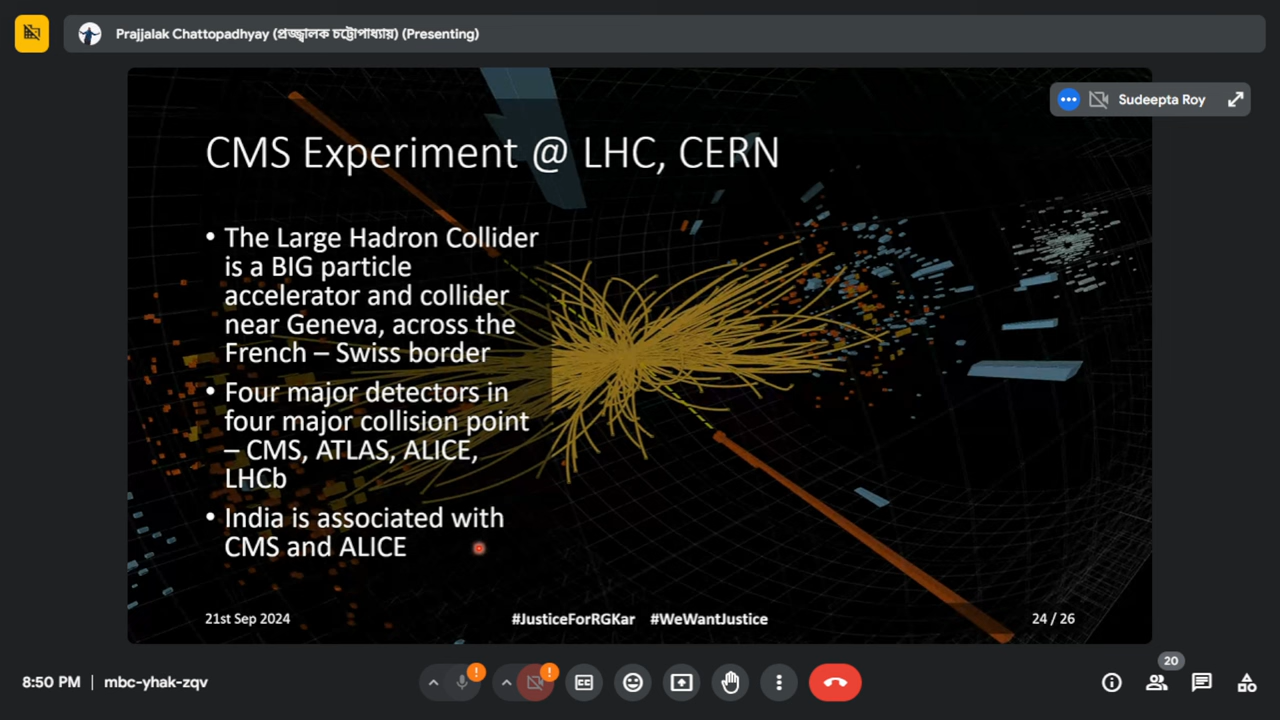 Prajjalak Chattopadhyay (প্রজ্জ্বালক চট্টোপাধ্যায়) (Presenting)
Sudeepta Roy
CMS Experiment @ LHC, CERN
• The Large Hadron Collider
is a BIG particle
accelerator and collider
near Geneva, across the
French – Swiss border
• Four major detectors in
four major collision point
– CMS, ATLAS, ALICE,
LHCb
• India is associated with
CMS and ALICE
21st Sep 2024
#JusticeForRGKar #WeWantJustice
24 / 26
8:50 PM | mbc-yhak-zqv
20